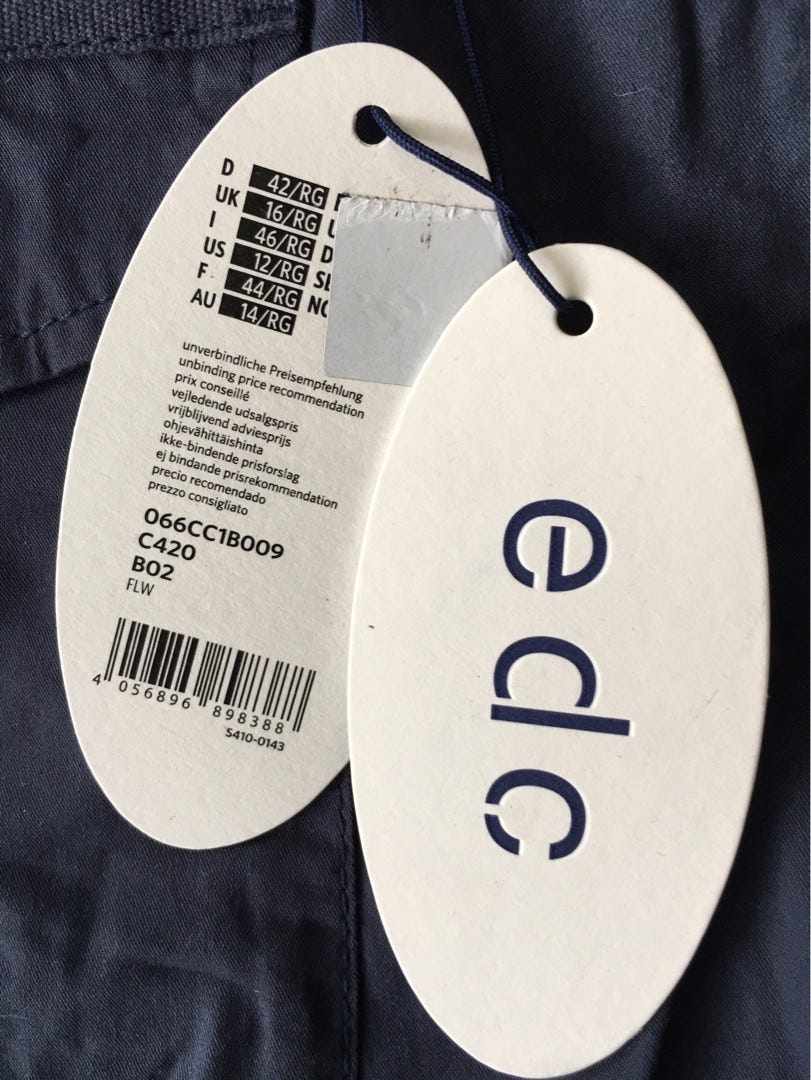 D 42/RG
UK 16/RG
I 46/RG D
US 12/RG
F. 44/RG
AU 14/RG
unverbindliche Preisempfehlung
unbinding price recommendation
prix conseillé
vejledende udsalgspris
vrijblijvend adviesprijs
ohjevähittäishinta
ikke-bindende prisforslag
ej bindande prisrekommendation
precio recomendado
prezzo consigliato
066CC1B009
C420
B02
FLW
4 056896 898388
S410-0143
edc